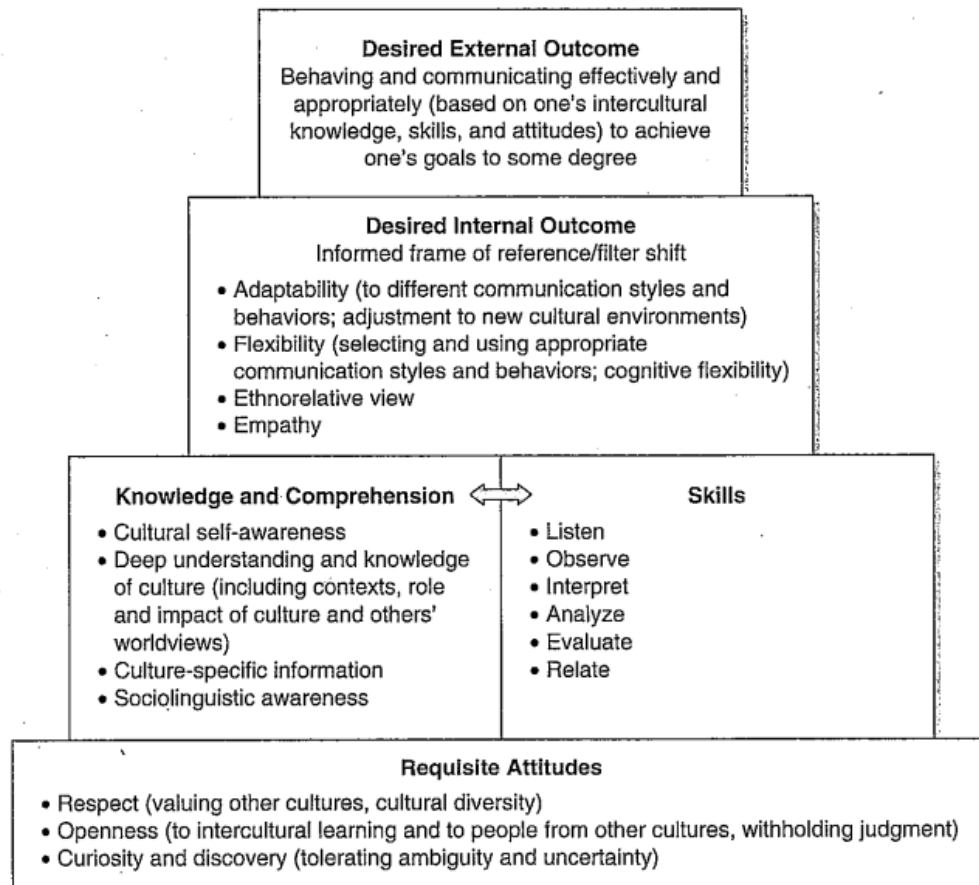 Desired External Outcome
Behaving and communicating effectively and
appropriately (based on one's intercultural
knowledge, skills, and attitudes) to achieve
one's goals to some degree
Desired Internal Outcome
Informed frame of reference/filter shift
• Adaptability (to different communication styles and
behaviors; adjustment to new cultural environments)
• Flexibility (selecting and using appropriate
communication styles and behaviors; cognitive flexibility)
• Ethnorelative view
• Empathy
Knowledge and Comprehension
• Cultural self-awareness
• Deep understanding and knowledge
of culture (including contexts, role
and impact of culture and others'
worldviews)
• Culture-specific information
• Sociolinguistic awareness
Skills
• Listen
• Observe
• Interpret
• Analyze
• Evaluate
• Relate
Requisite Attitudes
• Respect (valuing other cultures, cultural diversity)
• Openness (to intercultural learning and to people from other cultures, withholding judgment)
• Curiosity and discovery (tolerating ambiguity and uncertainty)